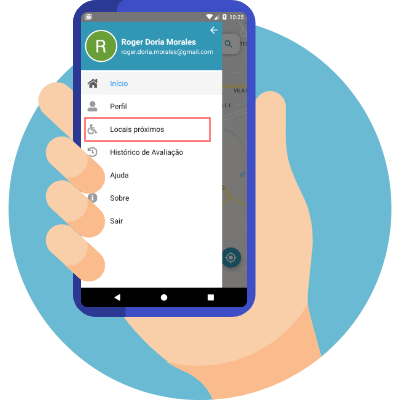 10:25
R
Roger Doria Morales
roger.doria.morales@gmail.com
Início
Perfil
Locais próximos
Histórico de Avaliação
Ajuda
Sobre
Sair